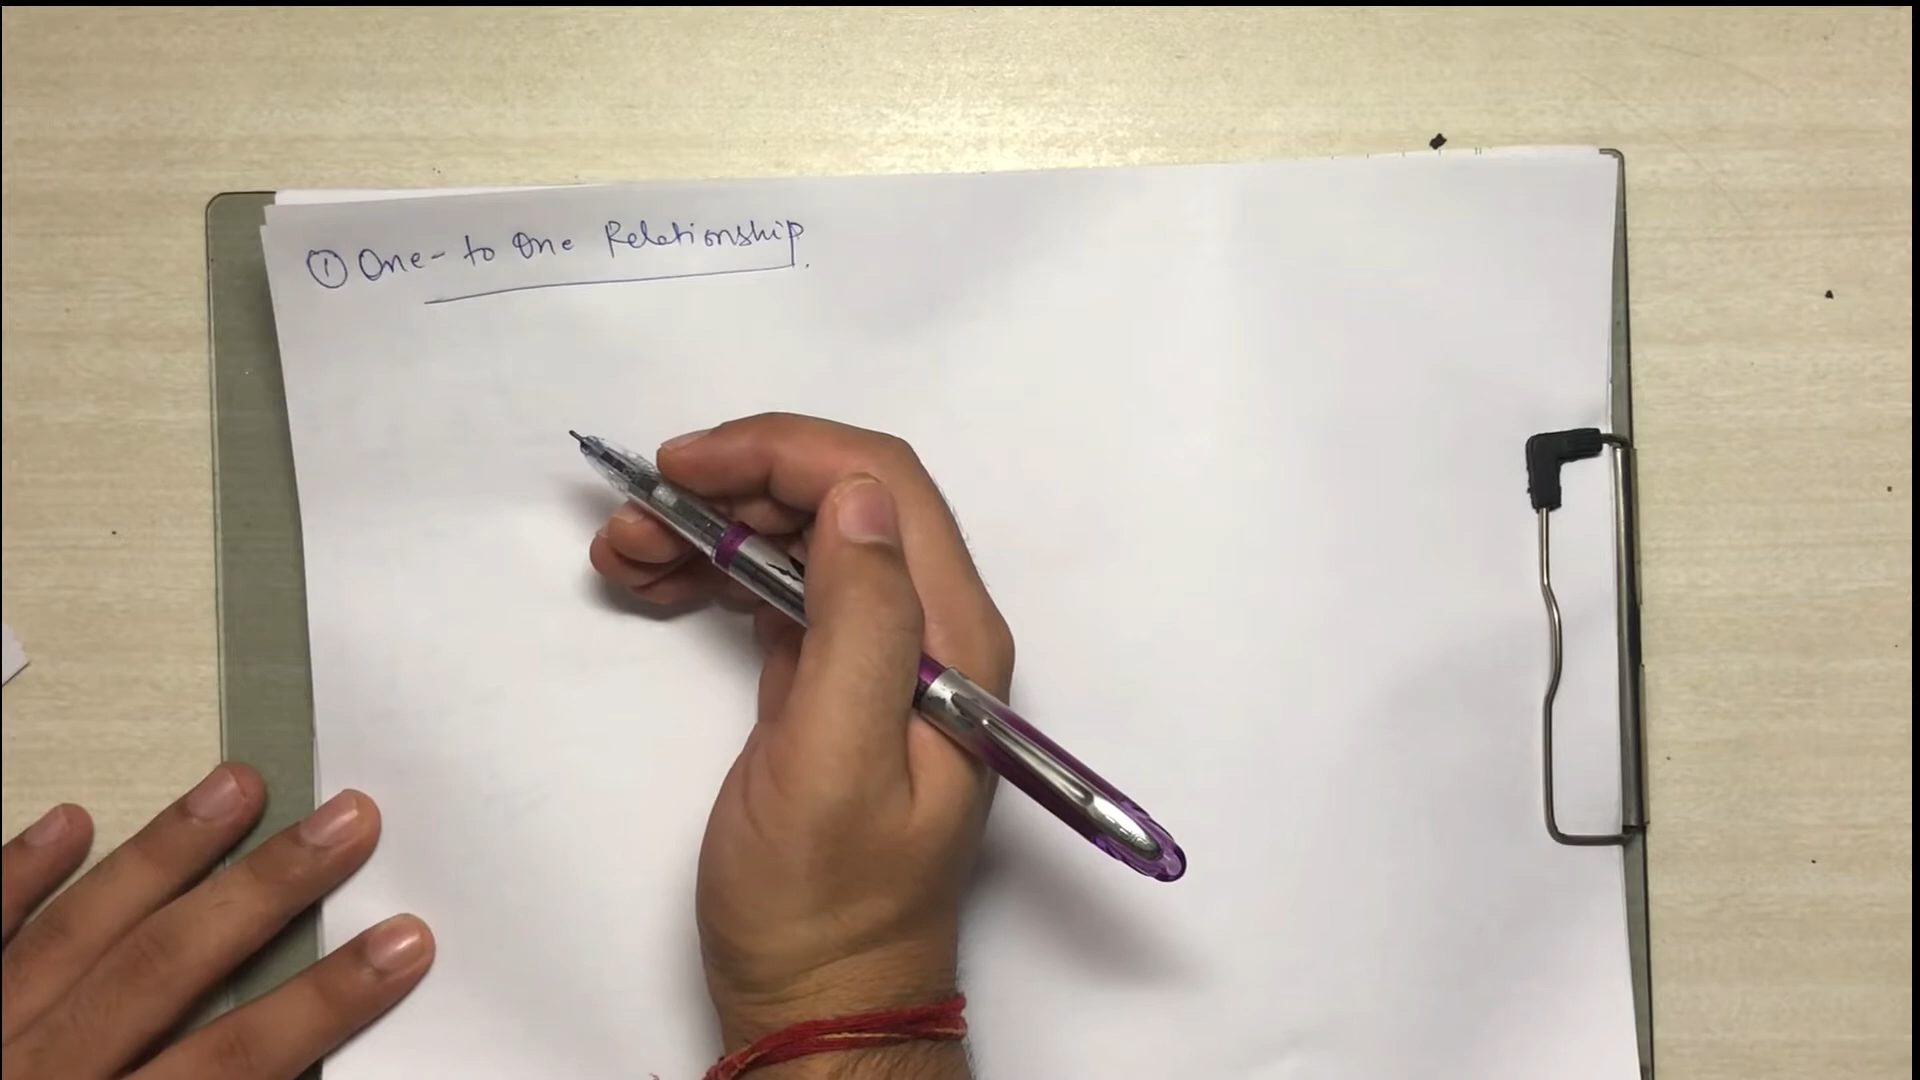 ① One- to One Relationship.